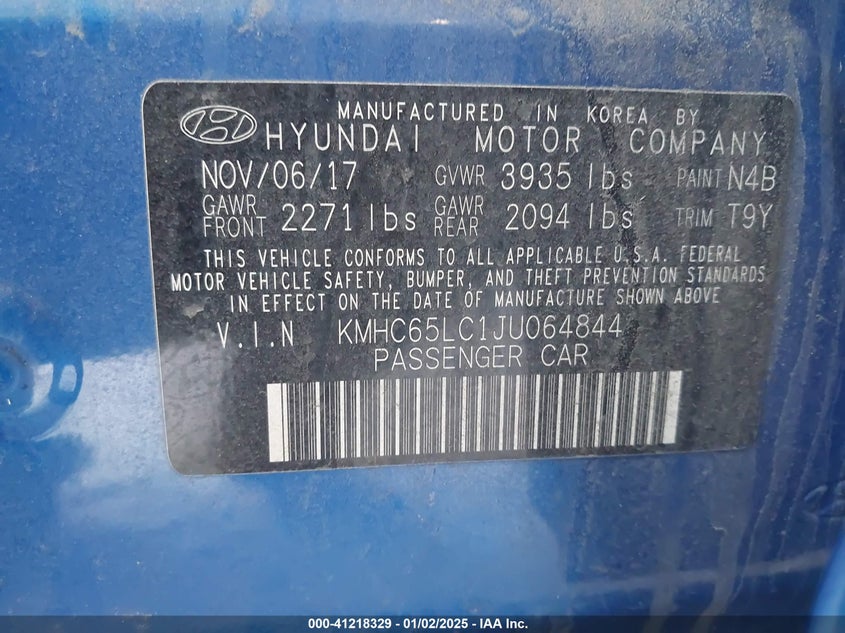 MANUFACTURED IN KOREA BY
HYUNDAI MOTOR COMPANY
NOV/06/17 GVWR 3935 lbs PAINT N4B
GAWR FRONT 2271 lbs GAWR REAR 2094 lbs TRIM T9Y
THIS VEHICLE CONFORMS TO ALL APPLICABLE U.S.A. FEDERAL
MOTOR VEHICLE SAFETY, BUMPER, AND THEFT PREVENTION STANDARDS
IN EFFECT ON THE DATE OF MANUFACTURE SHOWN ABOVE
V.I.N KMHC65LC1JU064844
PASSENGER CAR
000-41218329 - 01/02/2025 - IAA Inc.